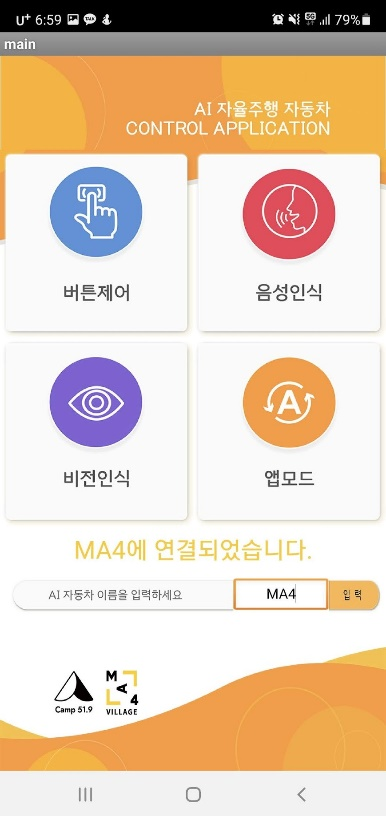 U+ 6:59 79%
main
AI 자율주행 자동차
CONTROL APPLICATION
버튼제어
음성인식
비전인식
A
앱모드
MA4에 연결되었습니다.
AI 자동차 이름을 입력하세요
MA4
입 력
Camp 51.9
MA4
VILLAGE